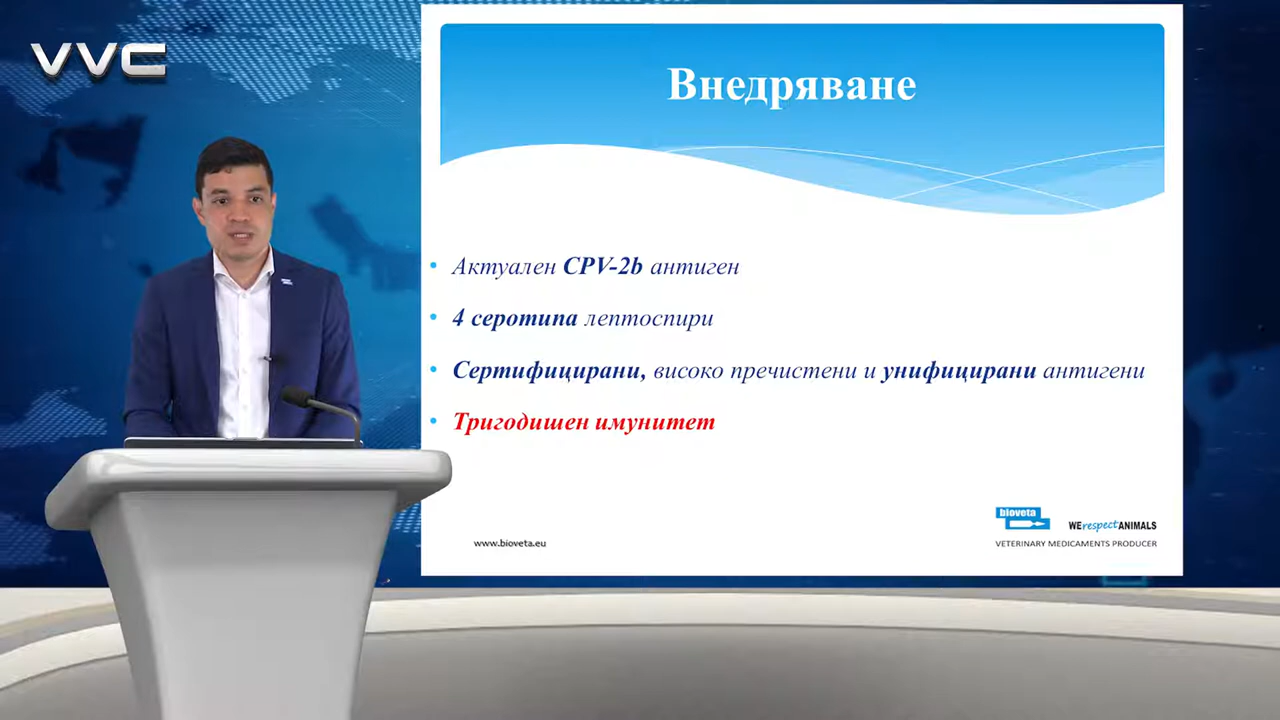 VVC
Внедряване
Актуален CPV-2b антиген
4 серотипа лептоспири
Сертифицирани, високо пречистени и унифицирани антигени
Тригодишен имунитет
bioveta
WE respect ANIMALS
www.bioveta.eu
VETERINARY MEDICAMENTS PRODUCER